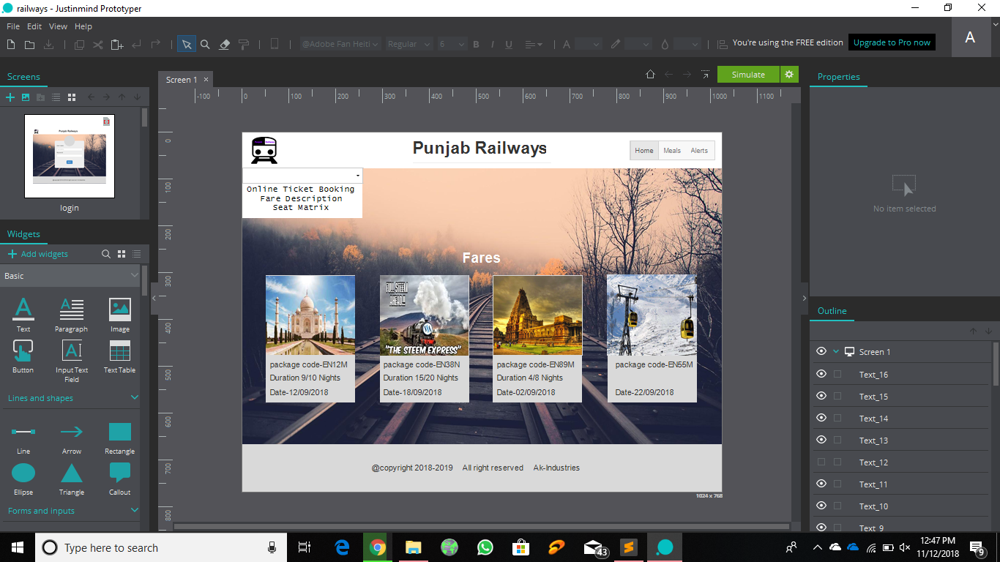 railways - Justinmind Prototyper
File Edit View Help
@Adobe Fan Heiti Regular 6 B I U A
You're using the FREE edition Upgrade to Pro now A
Screens
Screen 1 ×
Simulate
Properties
-100 0 100 200 300 400 500 600 700 800 900 1000 1100
0
100
200
300
400
500
600
700
800
Punjab Railways
login
Widgets
Add widgets
Basic
Text Paragraph Image
Button Input Text Field Text Table
Lines and shapes
Line Arrow Rectangle
Ellipse Triangle Callout
Forms and inputs
Punjab Railways
Home Meals Alerts
Online Ticket Booking
Fare Description
Seat Matrix
Fares
FULL STEEM
AHEAD!
"THE STEEM EXPRESS"
package code-EN12M
Duration 9/10 Nights
Date-12/09/2018
package code-EN38N
Duration 15/20 Nights
Date-18/09/2018
package code-EN89M
Duration 4/8 Nights
Date-02/09/2018
package code-EN55M
Date-22/09/2018
@copyright 2018-2019 All right reserved Ak-Industries
1024 x 768
No item selected
Outline
Screen 1
Text_16
Text_15
Text_14
Text_13
Text_12
Text_11
Text_10
Text_9
Type here to search
43
12:47 PM
11/12/2018
9